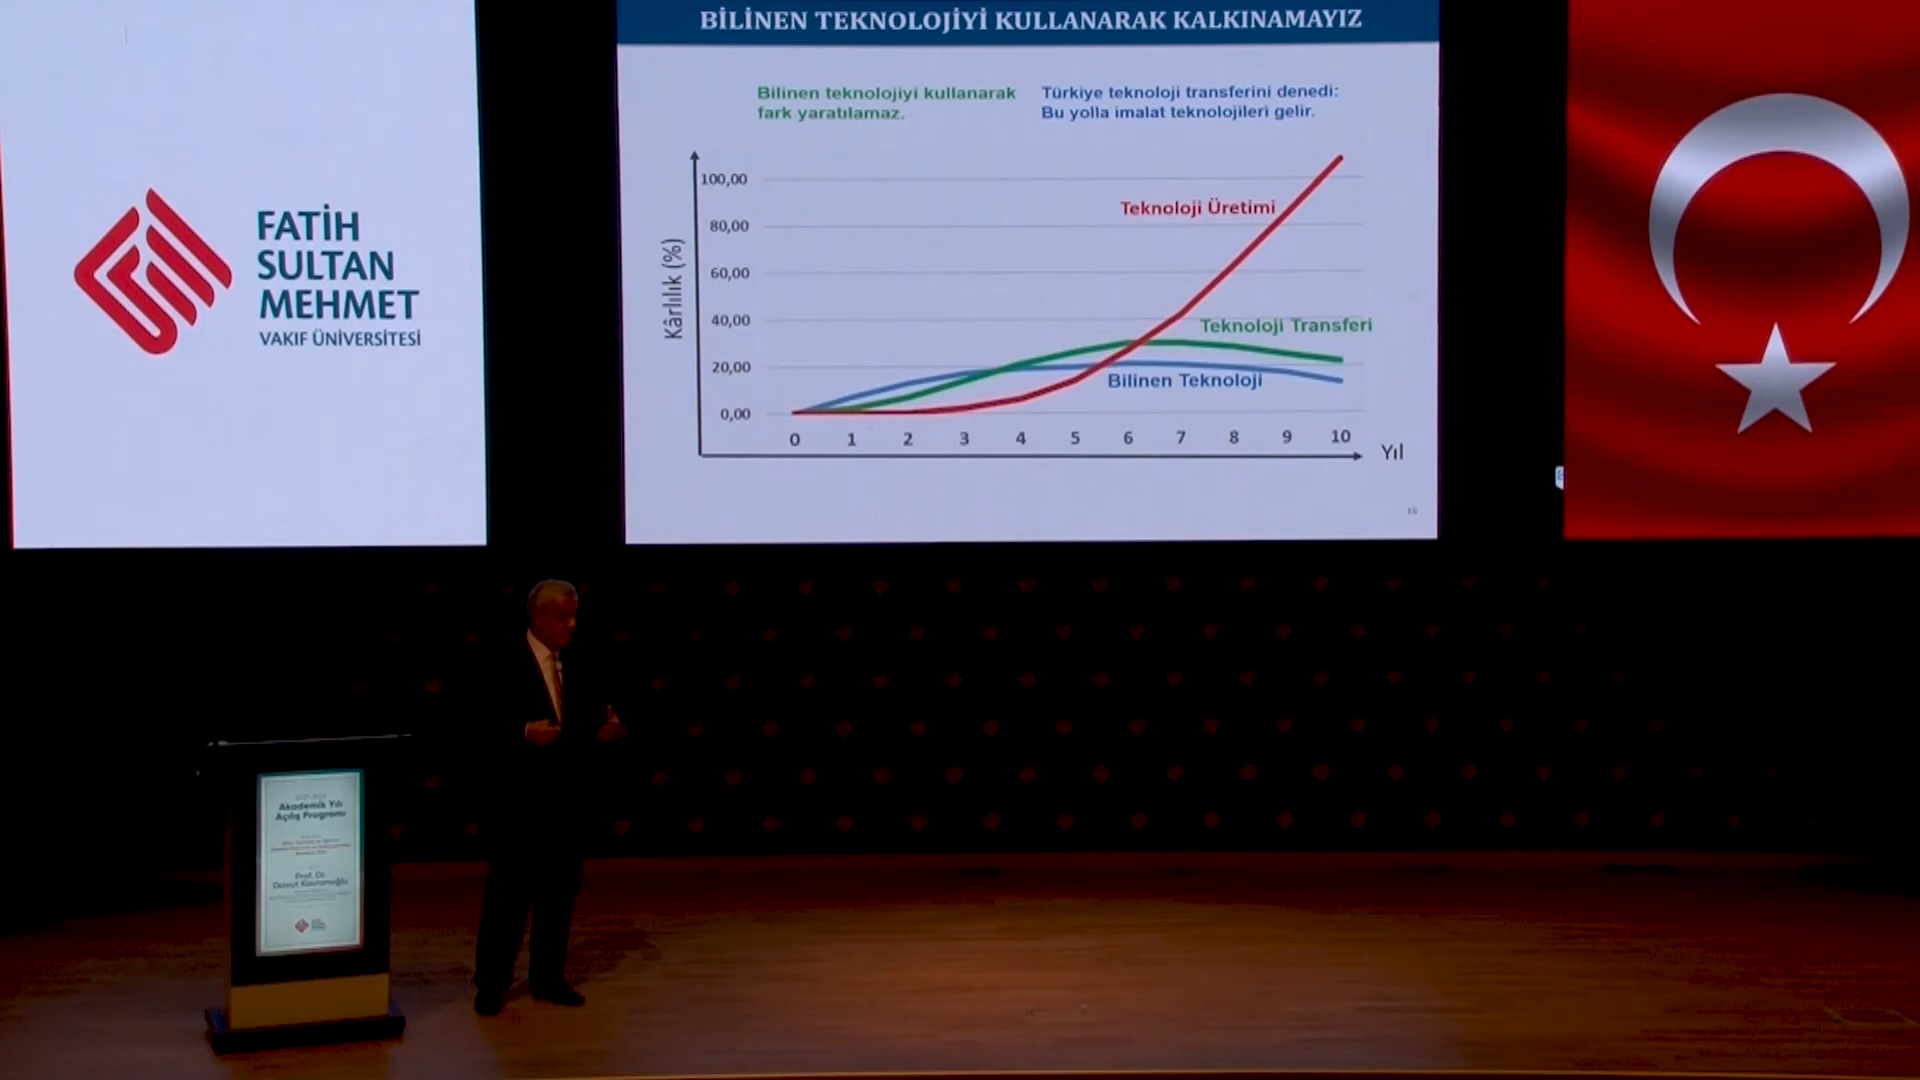 BİLİNEN TEKNOLOJİYİ KULLANARAK KALKINAMAYIZ
Bilinen teknolojiyi kullanarak
fark yaratılamaz.
Türkiye teknoloji transferini denedi:
Bu yolla imalat teknolojileri gelir.
Kârlılık (%)
100,00
80,00
60,00
40,00
20,00
0,00
Teknoloji Üretimi
Teknoloji Transferi
Bilinen Teknoloji
0 1 2 3 4 5 6 7 8 9 10
Yıl
15
FATİH
SULTAN
MEHMET
VAKIF ÜNİVERSİTESİ
Akademik Yılı
Açılış Programı
Prof. Dr.
Davut Kavranoğlu